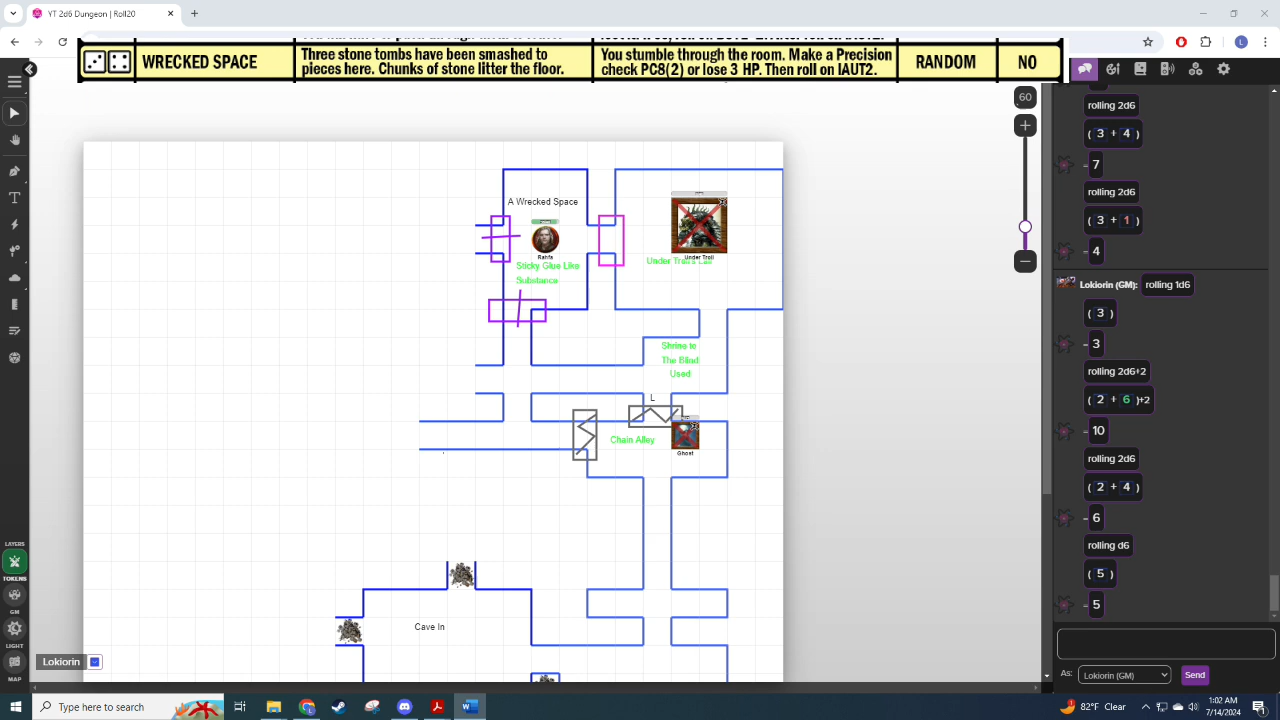 YT 2d6 Dungeon | Roll20
WRECKED SPACE
Three stone tombs have been smashed to
pieces here. Chunks of stone litter the floor.
You stumble through the room. Make a Precision
check PC8(2) or lose 3 HP. Then roll on IAUT2.
RANDOM
NO
60
A Wrecked Space
Rahfa
Sticky Glue Like
Substance
Under Troll
Under Troll's Lair
Shrine to
The Blind
Used
L
Chain Alley
Ghost
Cave In
LAYERS
TOKENS
GM
LIGHT
MAP
Lokiorin
rolling 2d6
(3+4)
=7
rolling 2d6
(3+1)
=4
Lokiorin (GM): rolling 1d6
(3)
=3
rolling 2d6+2
(2+6)+2
=10
rolling 2d6
(2+4)
=6
rolling d6
(5)
=5
As:
Lokiorin (GM)
Send
Type here to search
82°F Clear
1:02 AM
7/14/2024